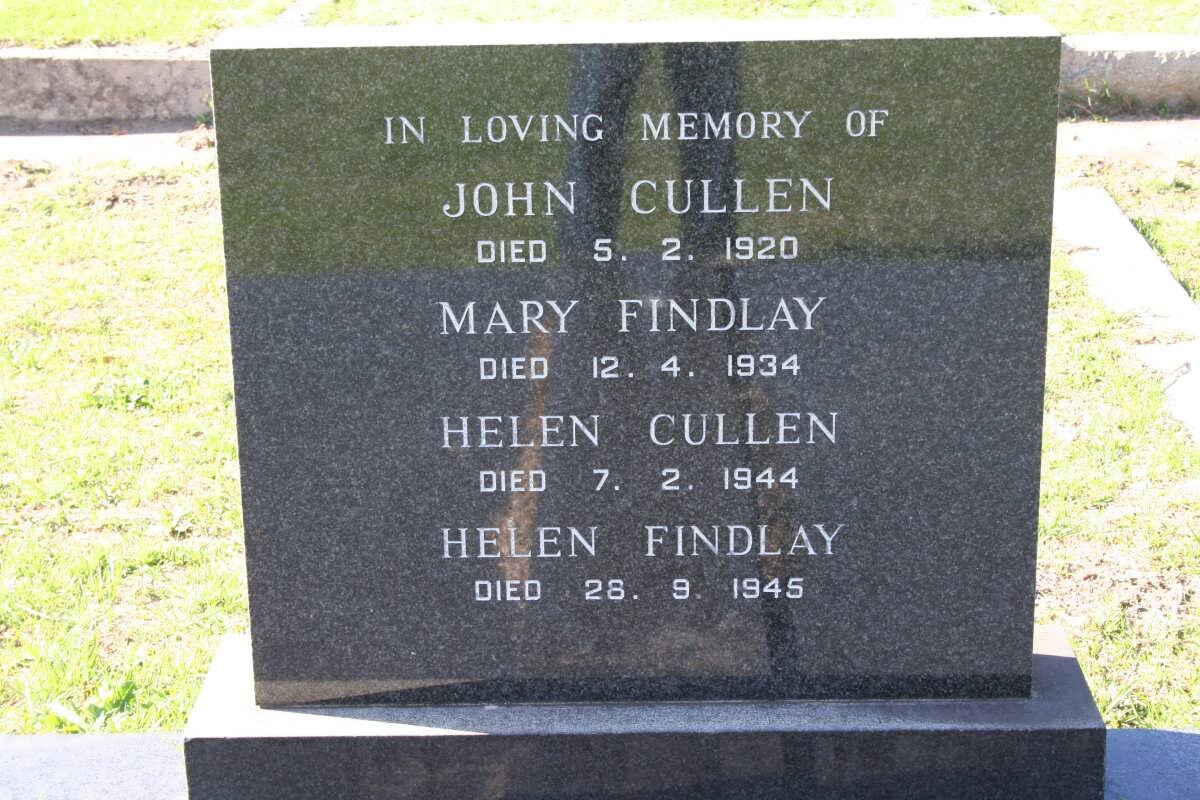 IN LOVING MEMORY OF
JOHN CULLEN
DIED 5. 2. 1920
MARY FINDLAY
DIED 12. 4. 1934
HELEN CULLEN
DIED 7. 2. 1944
HELEN FINDLAY
DIED 28. 9. 1945